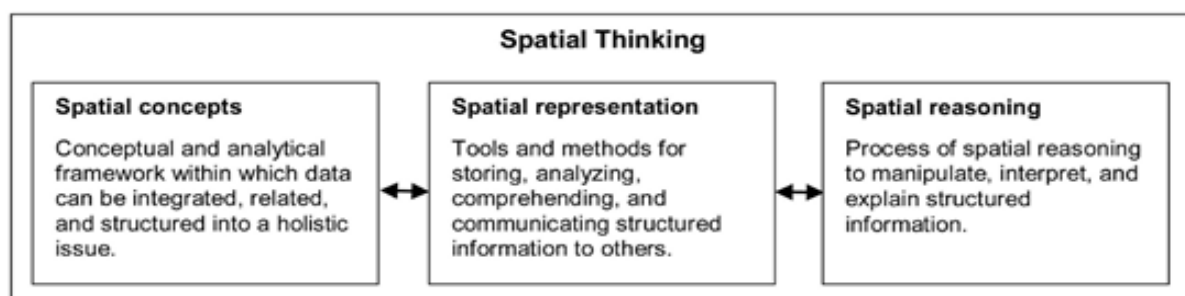 Spatial Thinking
Spatial concepts
Conceptual and analytical
framework within which data
can be integrated, related,
and structured into a holistic
issue.
Spatial representation
Tools and methods for
storing, analyzing,
comprehending, and
communicating structured
information to others.
Spatial reasoning
Process of spatial reasoning
to manipulate, interpret, and
explain structured
information.